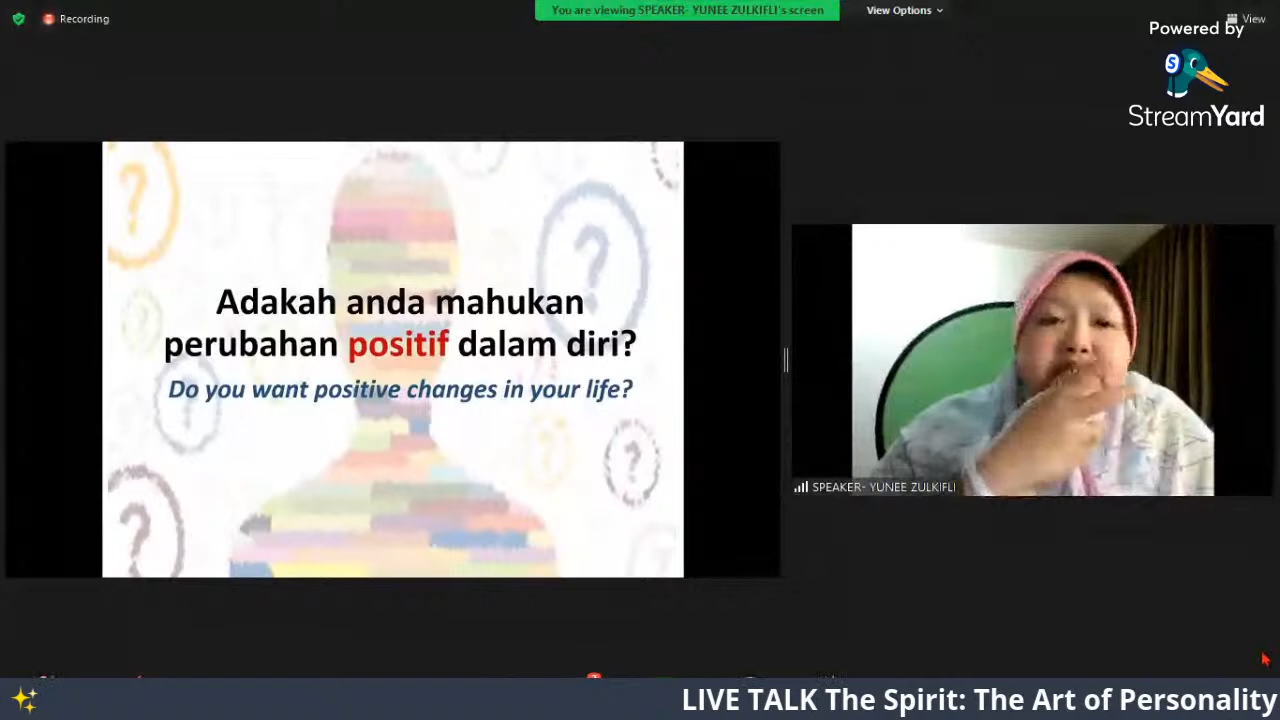 Recording
You are viewing SPEAKER- YUNEE ZULKIFLI's screen
View Options
View
Powered by
S
StreamYard
Adakah anda mahukan
perubahan positif dalam diri?
Do you want positive changes in your life?
SPEAKER- YUNEE ZULKIFLI
LIVE TALK The Spirit: The Art of Personality